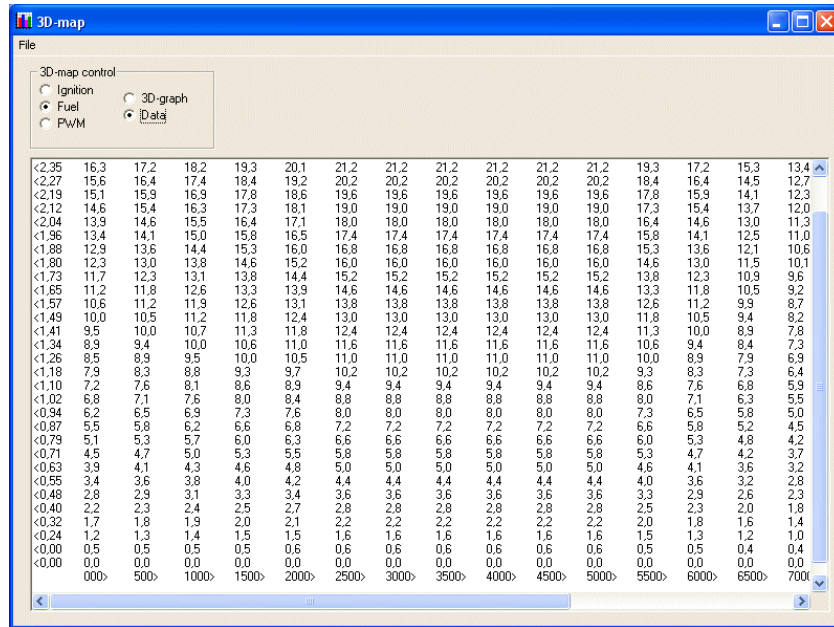 3D-map
File
3D-map control
Ignition
Fuel
PWM
3D-graph
Data
<2,35 16,3 17,2 18,2 19,3 20,1 21,2 21,2 21,2 21,2 21,2 21,2 19,3 17,2 15,3 13,4
<2,27 15,6 16,4 17,4 18,4 19,2 20,2 20,2 20,2 20,2 20,2 20,2 18,4 16,4 14,5 12,7
<2,19 15,1 15,9 16,9 17,8 18,6 19,6 19,6 19,6 19,6 19,6 19,6 17,8 15,9 14,1 12,3
<2,12 14,6 15,4 16,3 17,3 18,1 19,0 19,0 19,0 19,0 19,0 19,0 17,3 15,4 13,7 12,0
<2,04 13,9 14,6 15,5 16,4 17,1 18,0 18,0 18,0 18,0 18,0 18,0 16,4 14,6 13,0 11,3
<1,96 13,4 14,1 15,0 15,8 16,5 17,4 17,4 17,4 17,4 17,4 17,4 15,8 14,1 12,5 11,0
<1,88 12,9 13,6 14,4 15,3 16,0 16,8 16,8 16,8 16,8 16,8 16,8 15,3 13,6 12,1 10,6
<1,80 12,3 13,0 13,8 14,6 15,2 16,0 16,0 16,0 16,0 16,0 16,0 14,6 13,0 11,5 10,1
<1,73 11,7 12,3 13,1 13,8 14,4 15,2 15,2 15,2 15,2 15,2 15,2 13,8 12,3 10,9 9,6
<1,65 11,2 11,8 12,6 13,3 13,9 14,6 14,6 14,6 14,6 14,6 14,6 13,3 11,8 10,5 9,2
<1,57 10,6 11,2 11,9 12,6 13,1 13,8 13,8 13,8 13,8 13,8 13,8 12,6 11,2 9,9 8,7
<1,49 10,0 10,5 11,2 11,8 12,4 13,0 13,0 13,0 13,0 13,0 13,0 11,8 10,5 9,4 8,2
<1,41 9,5 10,0 10,7 11,3 11,8 12,4 12,4 12,4 12,4 12,4 12,4 11,3 10,0 8,9 7,8
<1,34 8,9 9,4 10,0 10,6 11,0 11,6 11,6 11,6 11,6 11,6 11,6 10,6 9,4 8,4 7,3
<1,26 8,5 8,9 9,5 10,0 10,5 11,0 11,0 11,0 11,0 11,0 11,0 10,0 8,9 7,9 6,9
<1,18 7,9 8,3 8,8 9,3 9,7 10,2 10,2 10,2 10,2 10,2 10,2 9,3 8,3 7,3 6,4
<1,10 7,2 7,6 8,1 8,6 8,9 9,4 9,4 9,4 9,4 9,4 9,4 8,6 7,6 6,8 5,9
<1,02 6,8 7,1 7,6 8,0 8,4 8,8 8,8 8,8 8,8 8,8 8,8 8,0 7,1 6,3 5,5
<0,94 6,2 6,5 6,9 7,3 7,6 8,0 8,0 8,0 8,0 8,0 8,0 7,3 6,5 5,8 5,0
<0,87 5,5 5,8 6,2 6,6 6,8 7,2 7,2 7,2 7,2 7,2 7,2 6,6 5,8 5,2 4,5
<0,79 5,1 5,3 5,7 6,0 6,3 6,6 6,6 6,6 6,6 6,6 6,6 6,0 5,3 4,8 4,2
<0,71 4,5 4,7 5,0 5,3 5,5 5,8 5,8 5,8 5,8 5,8 5,8 5,3 4,7 4,2 3,7
<0,63 3,9 4,1 4,3 4,6 4,8 5,0 5,0 5,0 5,0 5,0 5,0 4,6 4,1 3,6 3,2
<0,55 3,4 3,6 3,8 4,0 4,2 4,4 4,4 4,4 4,4 4,4 4,4 4,0 3,6 3,2 2,8
<0,48 2,8 2,9 3,1 3,3 3,4 3,6 3,6 3,6 3,6 3,6 3,6 3,3 2,9 2,6 2,3
<0,40 2,2 2,3 2,4 2,5 2,7 2,8 2,8 2,8 2,8 2,8 2,8 2,5 2,3 2,0 1,8
<0,32 1,7 1,8 1,9 2,0 2,1 2,2 2,2 2,2 2,2 2,2 2,2 2,0 1,8 1,6 1,4
<0,24 1,2 1,3 1,4 1,5 1,5 1,6 1,6 1,6 1,6 1,6 1,6 1,5 1,3 1,2 1,0
<0,00 0,5 0,5 0,5 0,5 0,6 0,6 0,6 0,6 0,6 0,6 0,6 0,5 0,5 0,4 0,4
<0,00 0,0 0,0 0,0 0,0 0,0 0,0 0,0 0,0 0,0 0,0 0,0 0,0 0,0 0,0 0,0
000> 500> 1000> 1500> 2000> 2500> 3000> 3500> 4000> 4500> 5000> 5500> 6000> 6500> 700